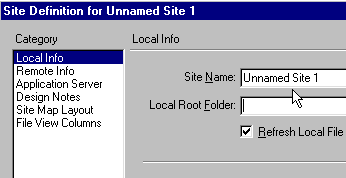 Site Definition for Unnamed Site 1
Category
Local Info
Local Info
Remote Info
Application Server
Design Notes
Site Map Layout
File View Columns
Site Name: Unnamed Site 1
Local Root Folder:
Refresh Local File